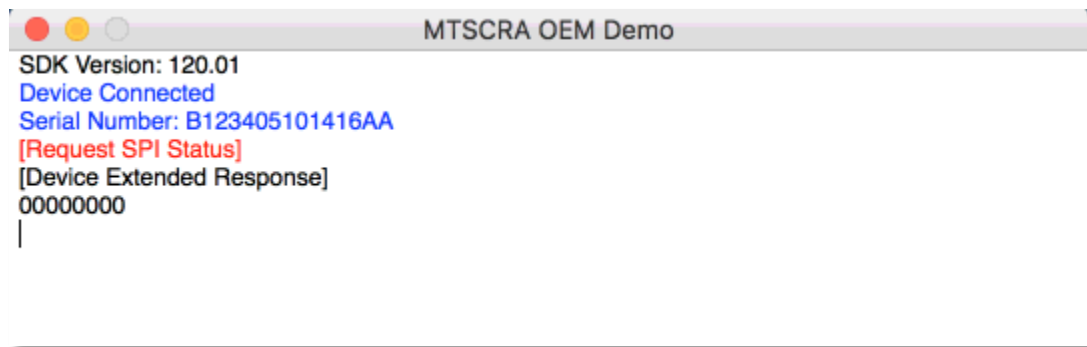 MTSCRA OEM Demo
SDK Version: 120.01
Device Connected
Serial Number: B123405101416AA
[Request SPI Status]
[Device Extended Response]
00000000